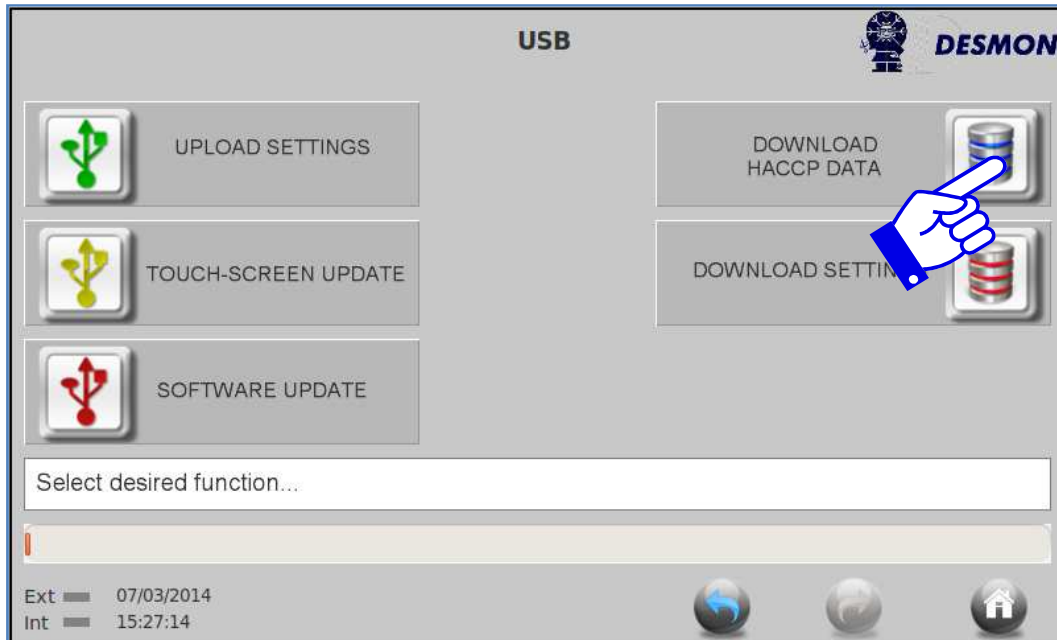 USB
DESMON
UPLOAD SETTINGS
DOWNLOAD
HACCP DATA
TOUCH-SCREEN UPDATE
DOWNLOAD
SOFTWARE UPDATE
Select desired function...
Ext
07/03/2014
Int
15:27:14